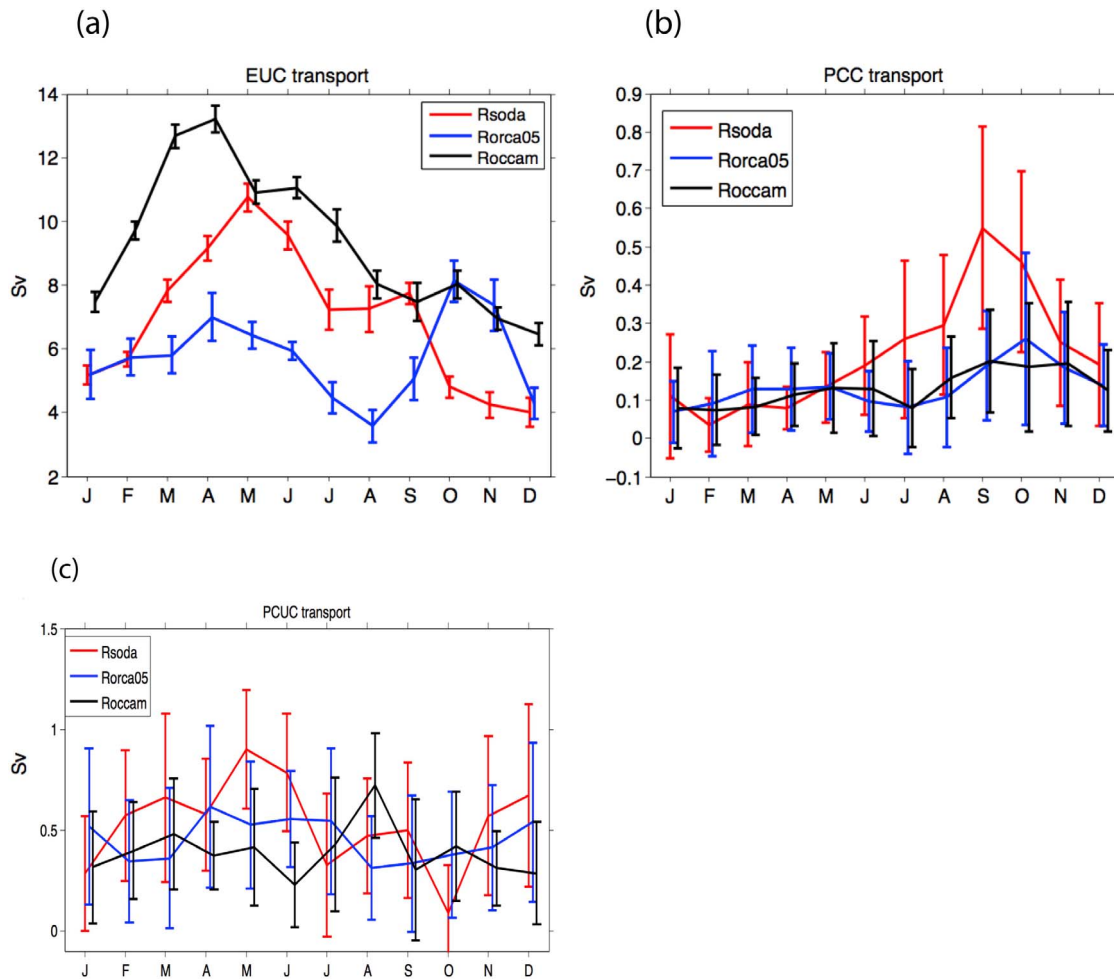 (a)
EUC transport
14
12
10
8
6
4
2
Sv
Rsoda
Rorca05
Roccam
J F M A M J J A S O N D
(b)
PCC transport
0.9
0.8
0.7
0.6
0.5
0.4
0.3
0.2
0.1
0
−0.1
Sv
Rsoda
Rorca05
Roccam
J F M A M J J A S O N D
(c)
PCUC transport
1.5
1
0.5
0
Sv
Rsoda
Rorca05
Roccam
J F M A M J J A S O N D